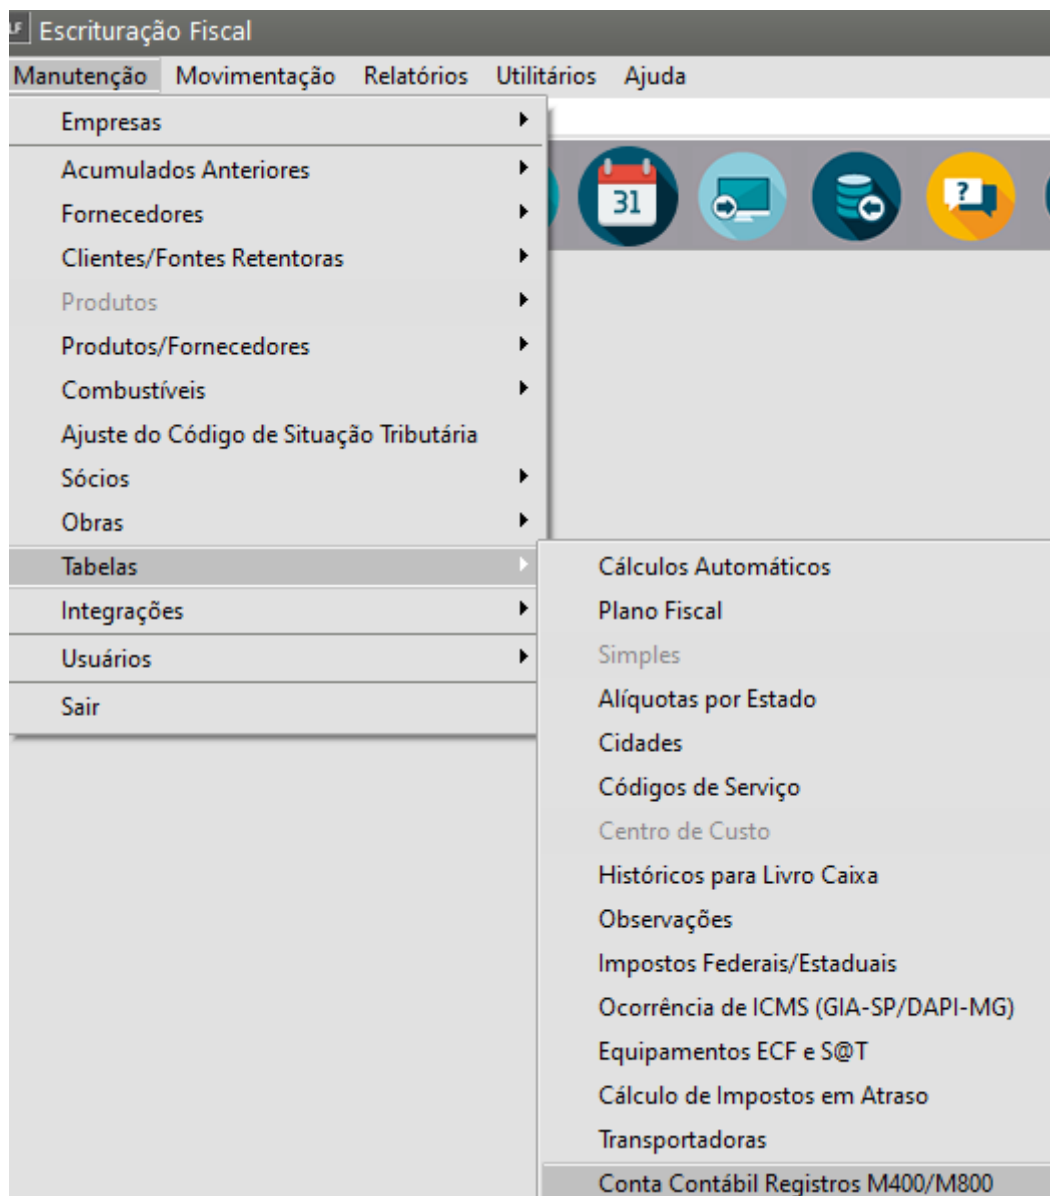 Escrituração Fiscal
Manutenção Movimentação Relatórios Utilitários Ajuda
Empresas
Acumulados Anteriores
Fornecedores
Clientes/Fontes Retentoras
Produtos
Produtos/Fornecedores
Combustíveis
Ajuste do Código de Situação Tributária
Sócios
Obras
Tabelas
Integrações
Usuários
Sair
31
?
Cálculos Automáticos
Plano Fiscal
Simples
Alíquotas por Estado
Cidades
Códigos de Serviço
Centro de Custo
Históricos para Livro Caixa
Observações
Impostos Federais/Estaduais
Ocorrência de ICMS (GIA-SP/DAPI-MG)
Equipamentos ECF e S@T
Cálculo de Impostos em Atraso
Transportadoras
Conta Contábil Registros M400/M800